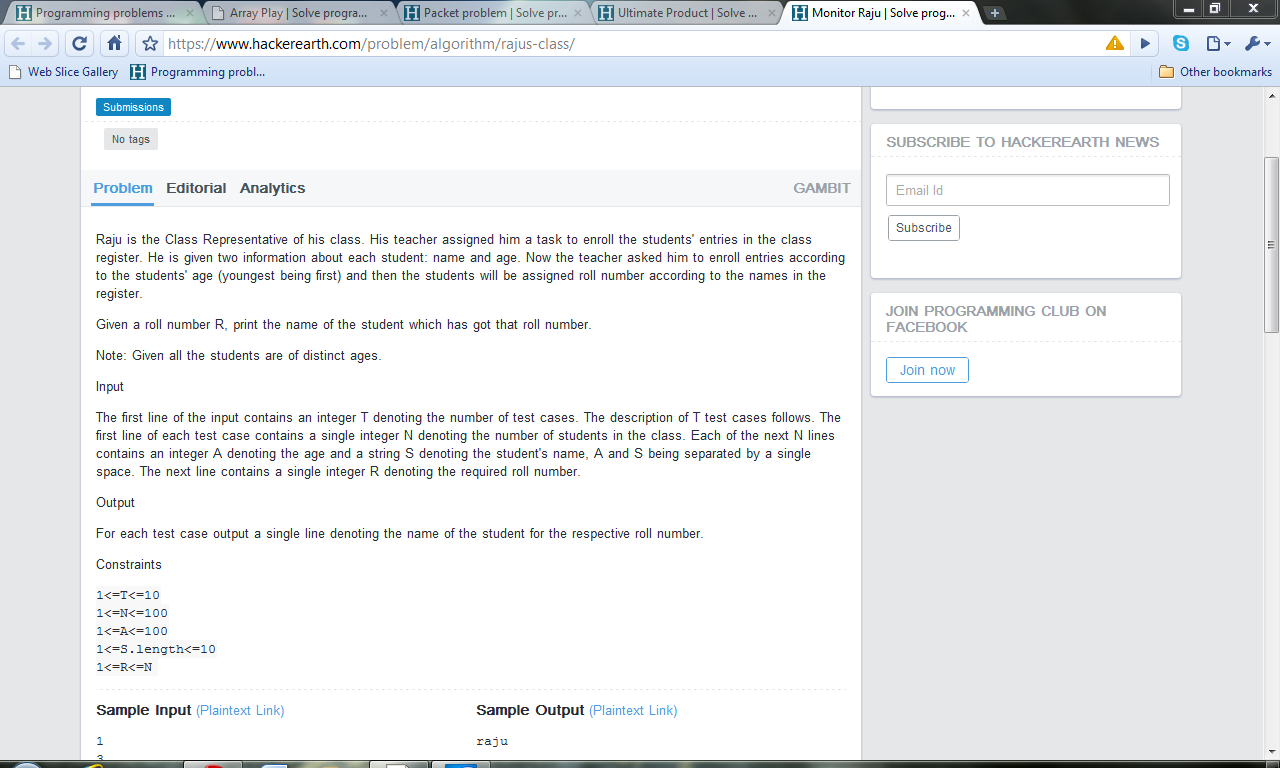 Programming problems ...
Array Play | Solve progra...
Packet problem | Solve pr...
Ultimate Product | Solve ...
Monitor Raju | Solve prog...
https://www.hackerearth.com/problem/algorithm/rajus-class/
Web Slice Gallery
Programming probl...
Other bookmarks
Submissions
No tags
Problem
Editorial
Analytics
GAMBIT
Raju is the Class Representative of his class. His teacher assigned him a task to enroll the students' entries in the class
register. He is given two information about each student: name and age. Now the teacher asked him to enroll entries according
to the students' age (youngest being first) and then the students will be assigned roll number according to the names in the
register.
Given a roll number R, print the name of the student which has got that roll number.
Note: Given all the students are of distinct ages.
Input
The first line of the input contains an integer T denoting the number of test cases. The description of T test cases follows. The
first line of each test case contains a single integer N denoting the number of students in the class. Each of the next N lines
contains an integer A denoting the age and a string S denoting the student's name, A and S being separated by a single
space. The next line contains a single integer R denoting the required roll number.
Output
For each test case output a single line denoting the name of the student for the respective roll number.
Constraints
1<=T<=10
1<=N<=100
1<=A<=100
1<=S.length<=10
1<=R<=N
Sample Input (Plaintext Link)
1
3
Sample Output (Plaintext Link)
raju
SUBSCRIBE TO HACKEREARTH NEWS
Email Id
Subscribe
JOIN PROGRAMMING CLUB ON
FACEBOOK
Join now